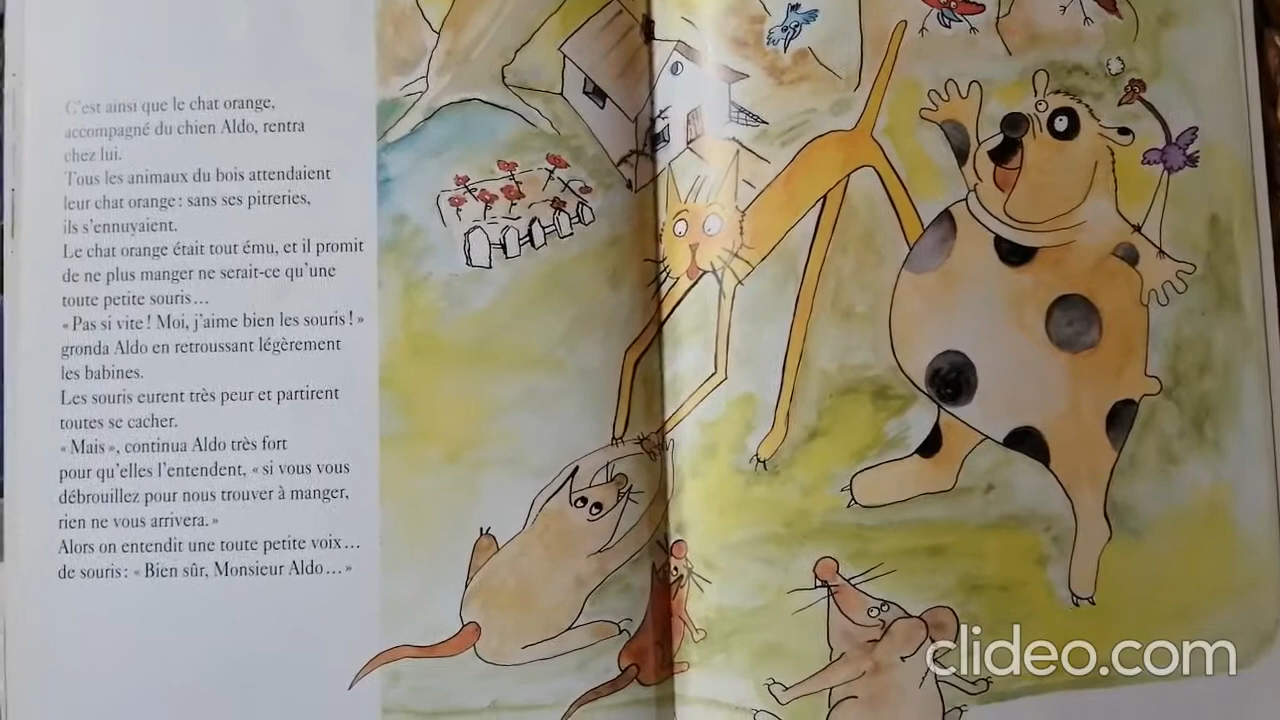 C'est ainsi que le chat orange,
accompagné du chien Aldo, rentra
chez lui.
Tous les animaux du bois attendaient
leur chat orange : sans ses pitreries,
ils s'ennuyaient.
Le chat orange était tout ému, et il promit
de ne plus manger ne serait-ce qu'une
toute petite souris…
« Pas si vite ! Moi, j'aime bien les souris ! »
gronda Aldo en retroussant légèrement
les babines.
Les souris eurent très peur et partirent
toutes se cacher.
« Mais », continua Aldo très fort
pour qu'elles l'entendent, « si vous vous
débrouillez pour nous trouver à manger,
rien ne vous arrivera. »
Alors on entendit une toute petite voix…
de souris : « Bien sûr, Monsieur Aldo… »
clideo.com